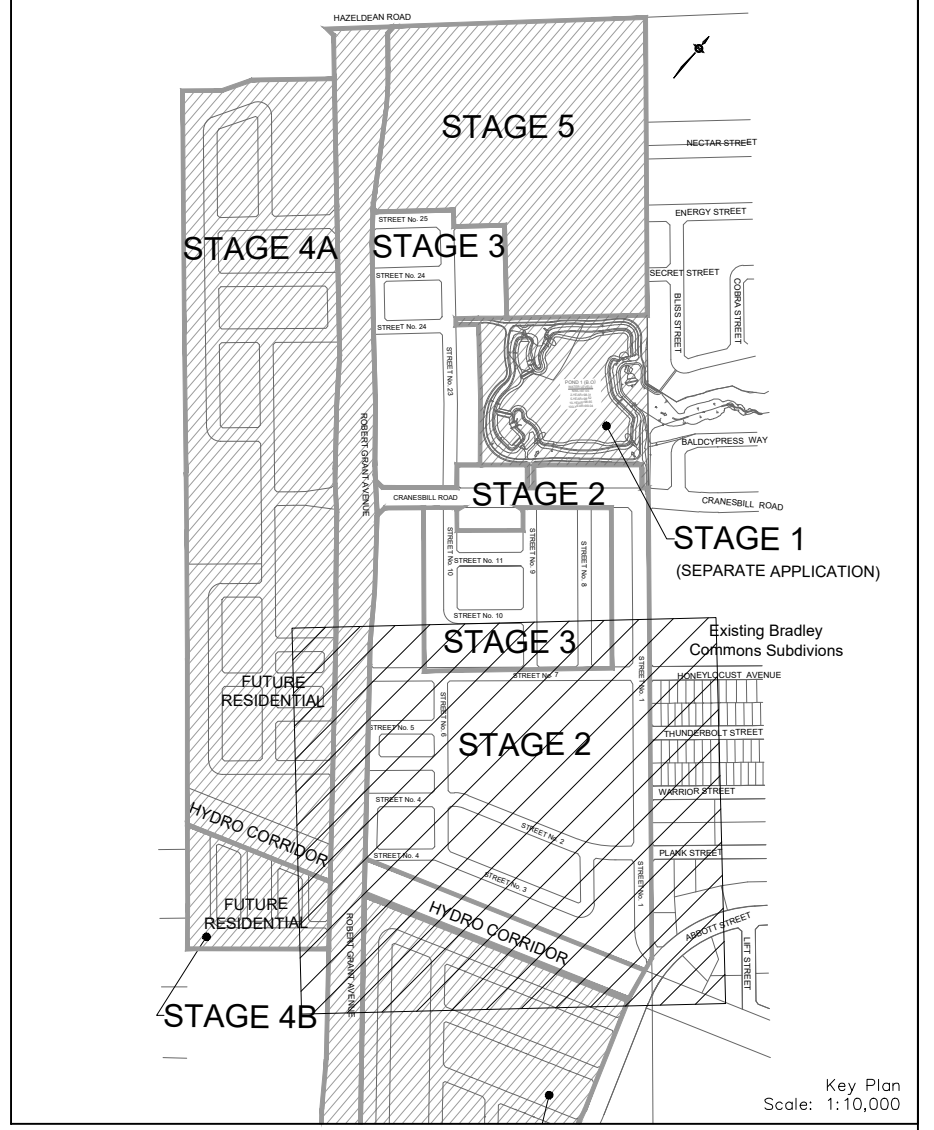 HAZELDEAN ROAD
STAGE 5
NECTAR STREET
ENERGY STREET
STREET No. 25
STAGE 4A
STAGE 3
SECRET STREET
STREET No. 24
BLISS STREET
COBRA STREET
STREET No. 24
STREET No. 23
POND 1 (B.O)
ROBERT GRANT AVENUE
BALDCYPRESS WAY
CRANESBILL ROAD
STAGE 2
CRANESBILL ROAD
STAGE 1
(SEPARATE APPLICATION)
STREET No. 10
STREET No. 11
STREET No. 9
STREET No. 8
STREET No. 10
STAGE 3
Existing Bradley
Commons Subdivions
STREET No. 7
STREET No. 1
HONEYLOCUST AVENUE
FUTURE
RESIDENTIAL
STREET No. 6
STREET No. 5
STAGE 2
THUNDERBOLT STREET
WARRIOR STREET
STREET No. 4
HYDRO CORRIDOR
STREET No. 2
STREET No. 4
PLANK STREET
STREET No. 3
STREET No. 1
FUTURE
RESIDENTIAL
HYDRO CORRIDOR
ROBERT GRANT AVENUE
ABBOTT STREET
LIFT STREET
STAGE 4B
Key Plan
Scale: 1:10,000